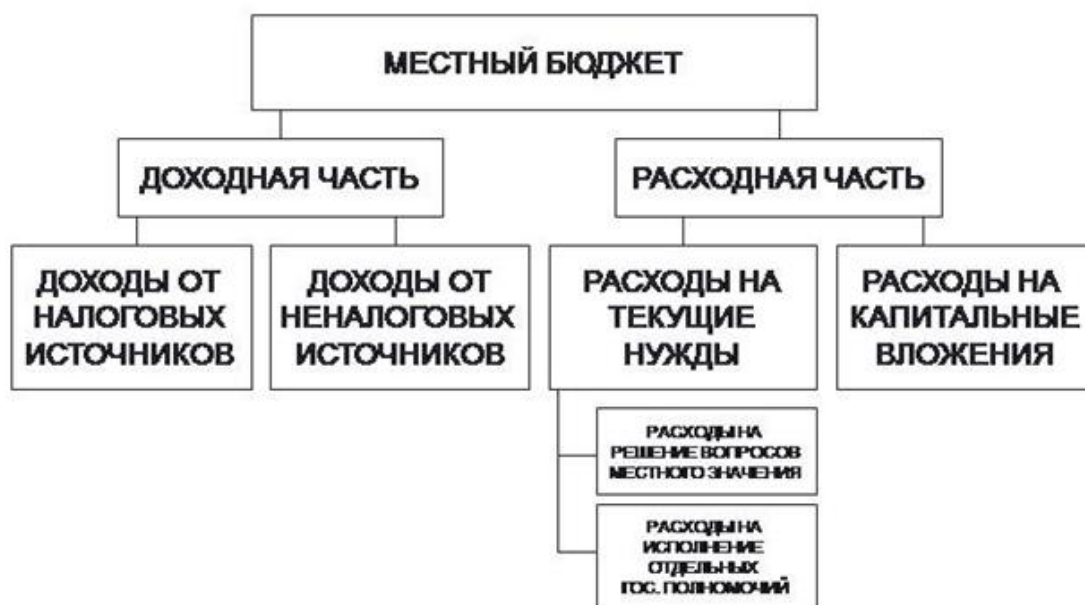 МЕСТНЫЙ БЮДЖЕТ
ДОХОДНАЯ ЧАСТЬ
РАСХОДНАЯ ЧАСТЬ
ДОХОДЫ ОТ
НАЛОГОВЫХ
ИСТОЧНИКОВ
ДОХОДЫ ОТ
НЕНАЛОГОВЫХ
ИСТОЧНИКОВ
РАСХОДЫ НА
ТЕКУЩИЕ
НУЖДЫ
РАСХОДЫ НА
КАПИТАЛЬНЫЕ
ВЛОЖЕНИЯ
РАСХОДЫ НА
РЕШЕНИЕ ВОПРОСОВ
МЕСТНОГО ЗНАЧЕНИЯ
РАСХОДЫ НА
ИСПОЛНЕНИЕ
ОТДЕЛЬНЫХ
ГОС. ПОЛНОМОЧИЙ